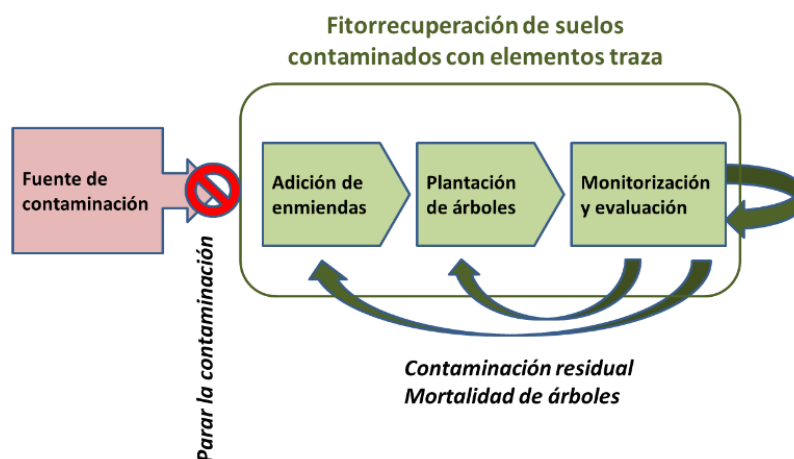 Fitorrecuperación de suelos
contaminados con elementos traza
Fuente de
contaminación
Parar la contaminación
Adición de
enmiendas
Plantación
de árboles
Monitorización
y evaluación
Contaminación residual
Mortalidad de árboles